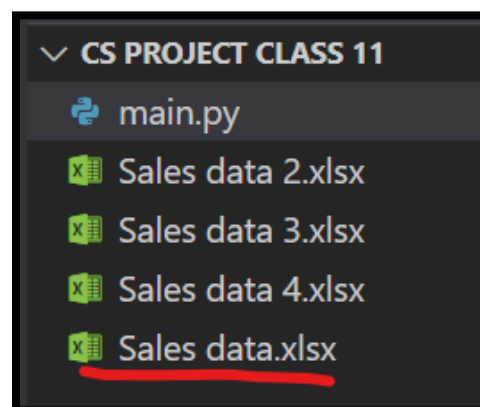 CS PROJECT CLASS 11
main.py
Sales data 2.xlsx
Sales data 3.xlsx
Sales data 4.xlsx
Sales data.xlsx